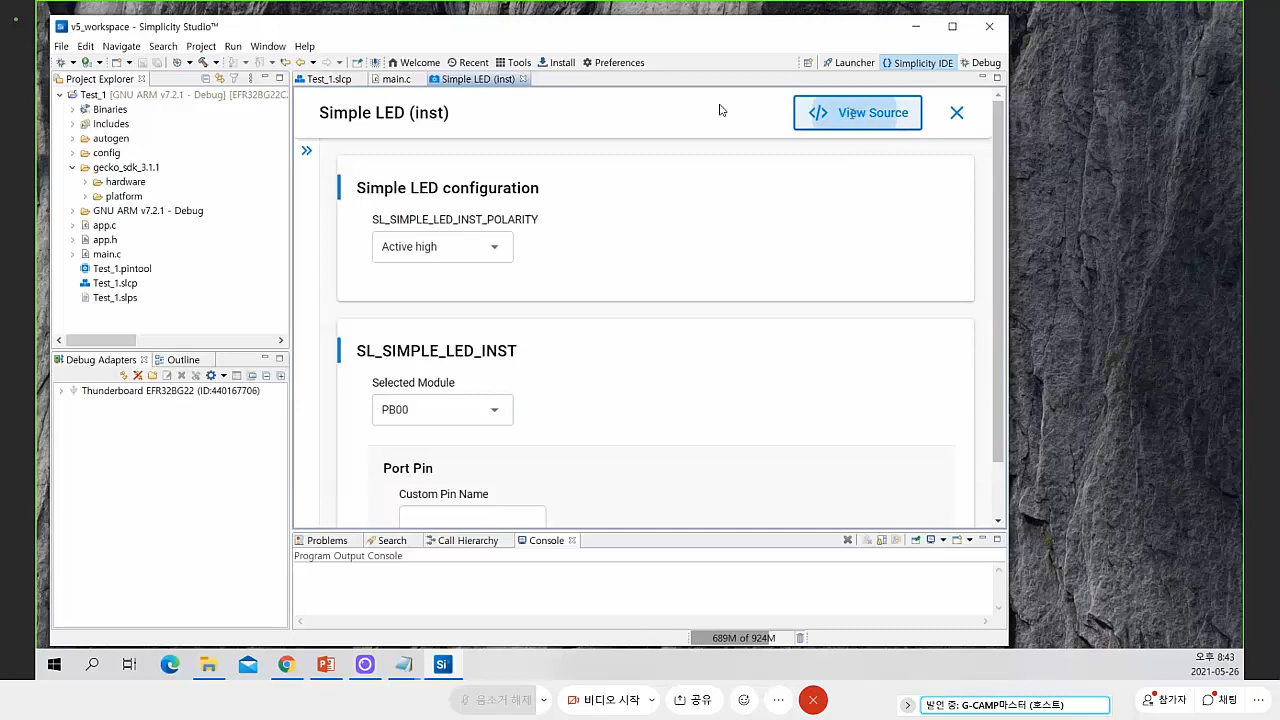 v5_workspace - Simplicity Studio™
File Edit Navigate Search Project Run Window Help
Welcome Recent Tools Install Preferences Launcher {} Simplicity IDE Debug
Project Explorer
Test_1 [GNU ARM v7.2.1 - Debug] [EFR32BG22C
Binaries
Includes
autogen
config
gecko_sdk_3.1.1
hardware
platform
GNU ARM v7.2.1 - Debug
app.c
app.h
main.c
Test_1.pintool
Test_1.slcp
Test_1.slps
Debug Adapters Outline
Thunderboard EFR32BG22 (ID:440167706)
Test_1.slcp main.c Simple LED (inst)
Simple LED (inst)
</> View Source
Simple LED configuration
SL_SIMPLE_LED_INST_POLARITY
Active high
SL_SIMPLE_LED_INST
Selected Module
PB00
Port Pin
Custom Pin Name
Problems Search Call Hierarchy Console
Program Output Console
689M of 924M
Si
오후 8:43
2021-05-26
음소거 해제 비디오 시작 공유
발언 중: G-CAMP마스터 (호스트)
참가자 채팅